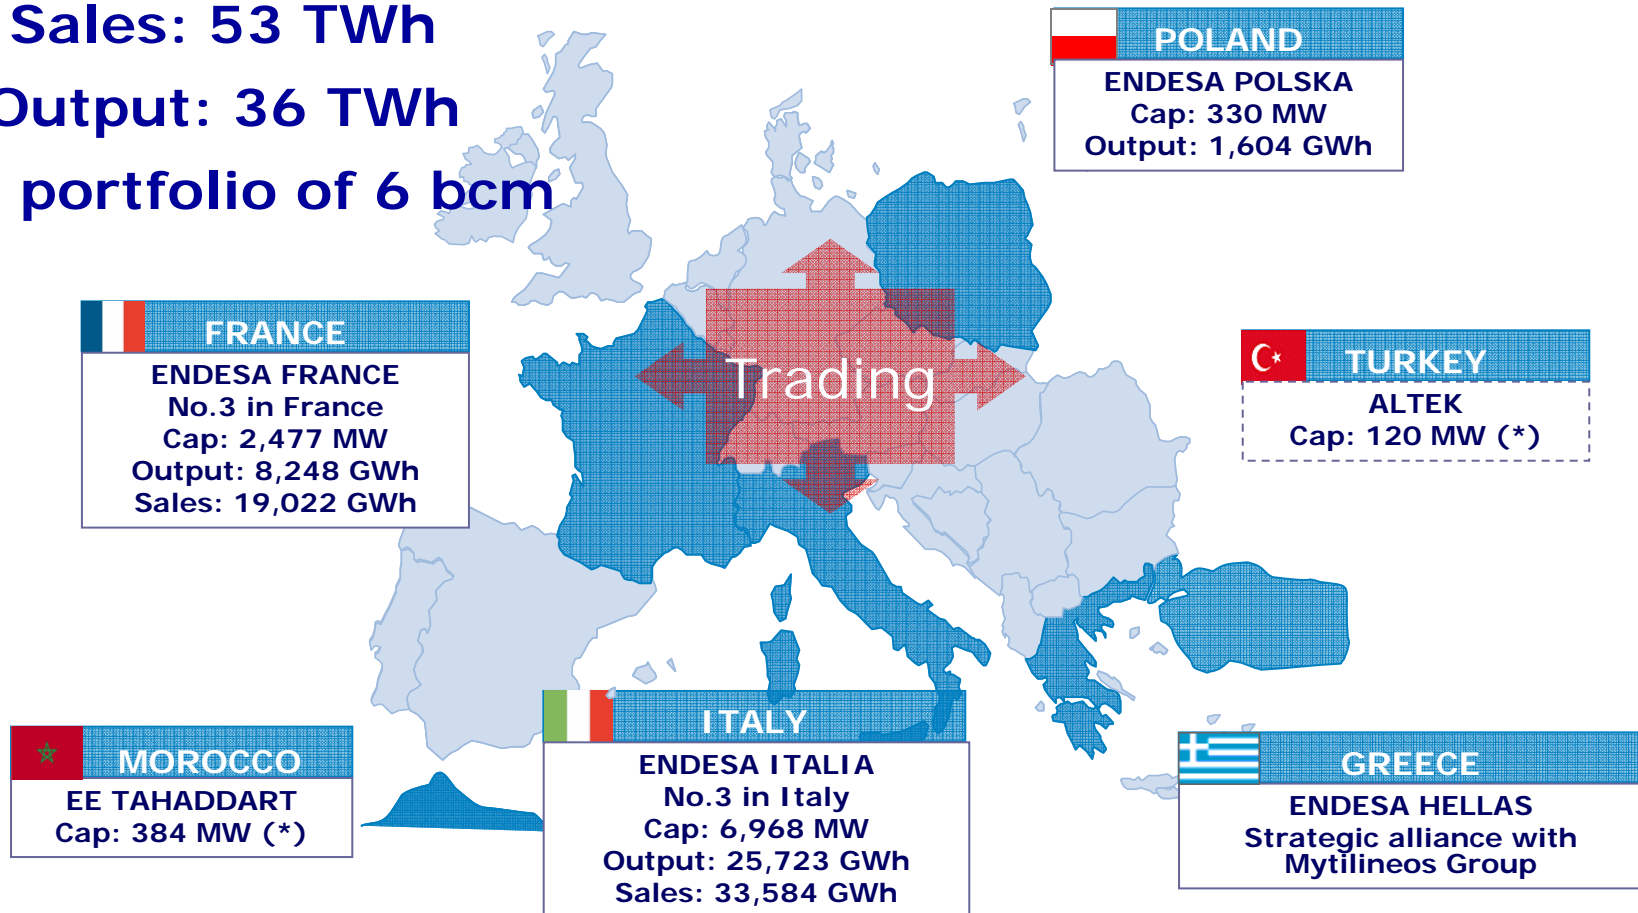 Sales: 53 TWh
Output: 36 TWh
portfolio of 6 bcm
POLAND
ENDESA POLSKA
Cap: 330 MW
Output: 1,604 GWh
FRANCE
ENDESA FRANCE
No.3 in France
Cap: 2,477 MW
Output: 8,248 GWh
Sales: 19,022 GWh
Trading
TURKEY
ALTEK
Cap: 120 MW (*)
MOROCCO
EE TAHADDART
Cap: 384 MW (*)
ITALY
ENDESA ITALIA
No.3 in Italy
Cap: 6,968 MW
Output: 25,723 GWh
Sales: 33,584 GWh
GREECE
ENDESA HELLAS
Strategic alliance with
Mytilineos Group